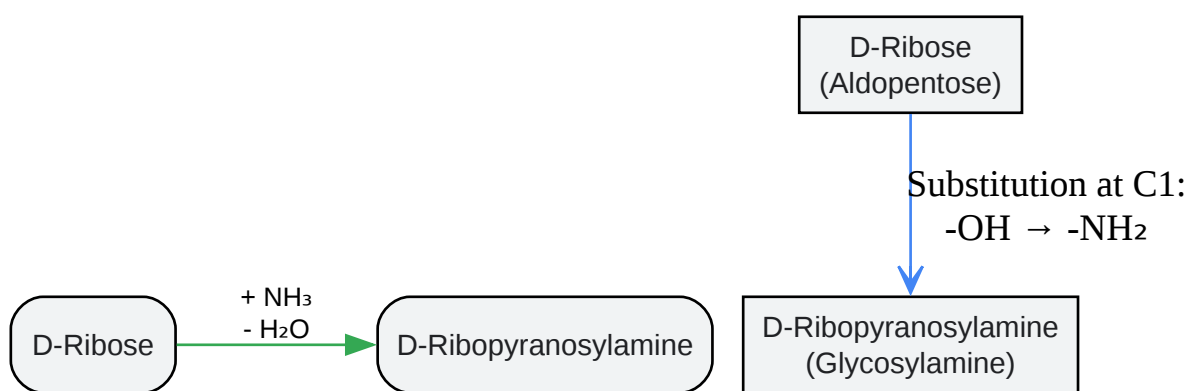 D-Ribose
(Aldopentose)
Substitution at C1:
-OH → -NH₂
+ NH₃
- H₂O
D-Ribose
D-Ribopyranosylamine
D-Ribopyranosylamine
(Glycosylamine)